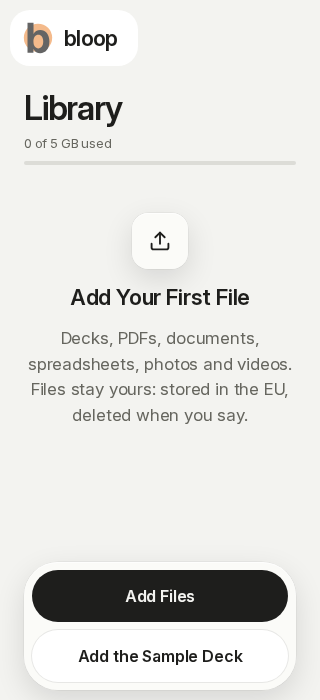 b bloop
Library
0 of 5 GB used
Add Your First File
Decks, PDFs, documents,
spreadsheets, photos and videos.
Files stay yours: stored in the EU,
deleted when you say.
Add Files
Add the Sample Deck